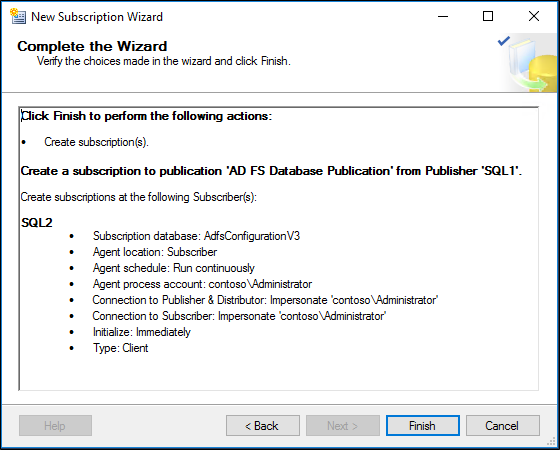 New Subscription Wizard
Complete the Wizard
Verify the choices made in the wizard and click Finish.
Click Finish to perform the following actions:
• Create subscription(s).
Create a subscription to publication 'AD FS Database Publication' from Publisher 'SQL1'.
Create subscriptions at the following Subscriber(s):
SQL2
• Subscription database: AdfsConfigurationV3
• Agent location: Subscriber
• Agent schedule: Run continuously
• Agent process account: contoso\Administrator
• Connection to Publisher & Distributor: Impersonate 'contoso\Administrator'
• Connection to Subscriber: Impersonate 'contoso\Administrator'
• Initialize: Immediately
• Type: Client
Help < Back Next > Finish Cancel